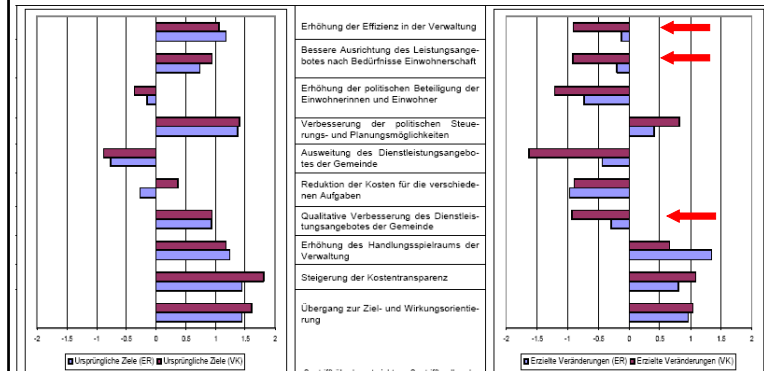 Erhöhung der Effizienz in der Verwaltung
Bessere Ausrichtung des Leistungsange-
botes nach Bedürfnisse Einwohnerschaft
Erhöhung der politischen Beteiligung der
Einwohnerinnen und Einwohner
Verbesserung der politischen Steue-
rungs- und Planungsmöglichkeiten
Ausweitung des Dienstleistungsangebo-
tes der Gemeinde
Reduktion der Kosten für die verschiede-
nen Aufgaben
Qualitative Verbesserung des Dienstleis-
tungsangebotes der Gemeinde
Erhöhung des Handlungsspielraums der
Verwaltung
Steigerung der Kostentransparenz
Übergang zur Ziel- und Wirkungsorientie-
rung
-2 -1.5 -1 -0.5 0 0.5 1 1.5 2
Ursprüngliche Ziele (ER) Ursprüngliche Ziele (VK)
-2 -1.5 -1 -0.5 0 0.5 1 1.5 2
Erzielte Veränderungen (ER) Erzielte Veränderungen (VK)